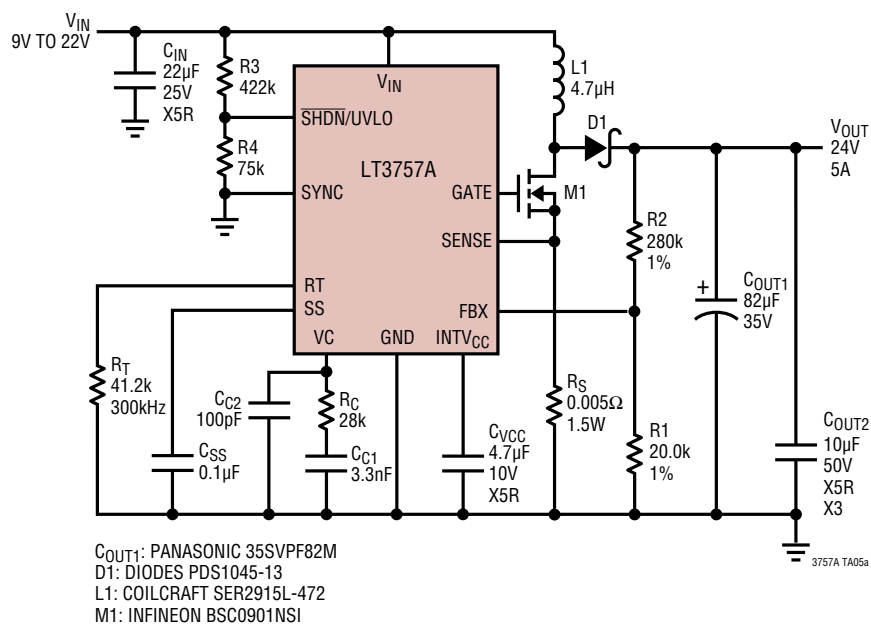 VIN
9V TO 22V
CIN
22µF
25V
X5R
R3
422k
R4
75k
VIN
SHDN/UVLO
LT3757A
SYNC
GATE
SENSE
RT
SS
FBX
VC
GND
INTVCC
L1
4.7µH
D1
M1
VOUT
24V
5A
R2
280k
1%
+
COUT1
82µF
35V
RT
41.2k
300kHz
CC2
100pF
RC
28k
CSS
0.1µF
CC1
3.3nF
CVCC
4.7µF
10V
X5R
RS
0.005Ω
1.5W
R1
20.0k
1%
COUT2
10µF
50V
X5R
X3
3757A TA05a
COUT1: PANASONIC 35SVPF82M
D1: DIODES PDS1045-13
L1: COILCRAFT SER2915L-472
M1: INFINEON BSC0901NSI